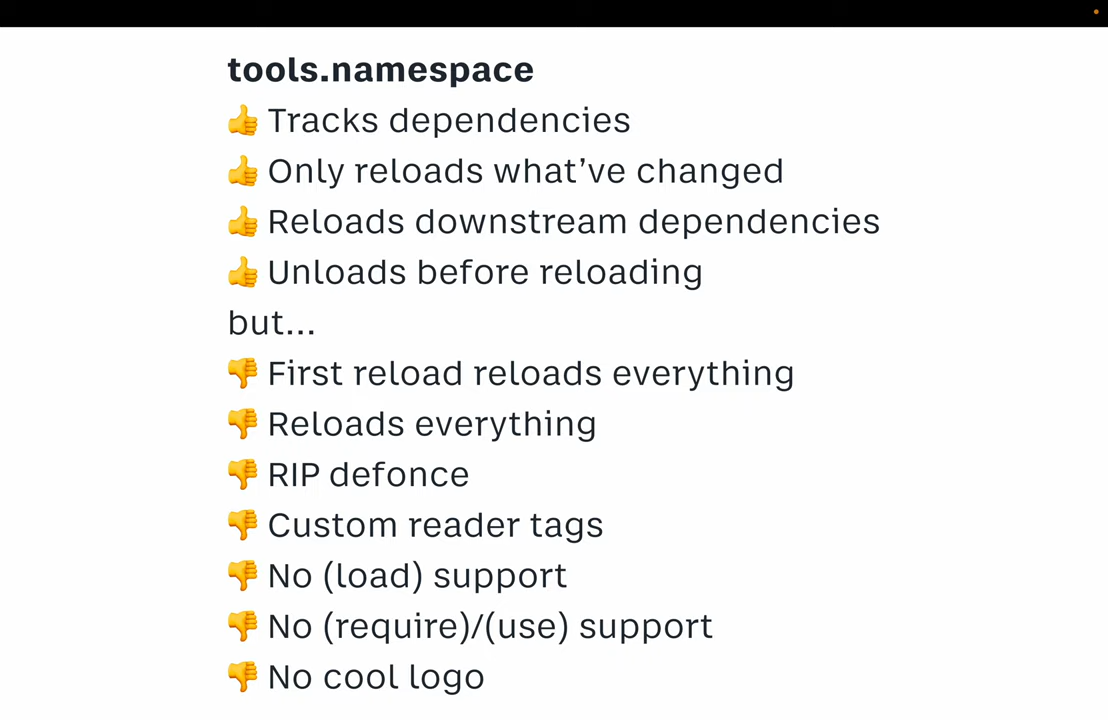 tools.namespace
👍 Tracks dependencies
👍 Only reloads what’ve changed
👍 Reloads downstream dependencies
👍 Unloads before reloading
but...
👎 First reload reloads everything
👎 Reloads everything
👎 RIP defonce
👎 Custom reader tags
👎 No (load) support
👎 No (require)/(use) support
👎 No cool logo